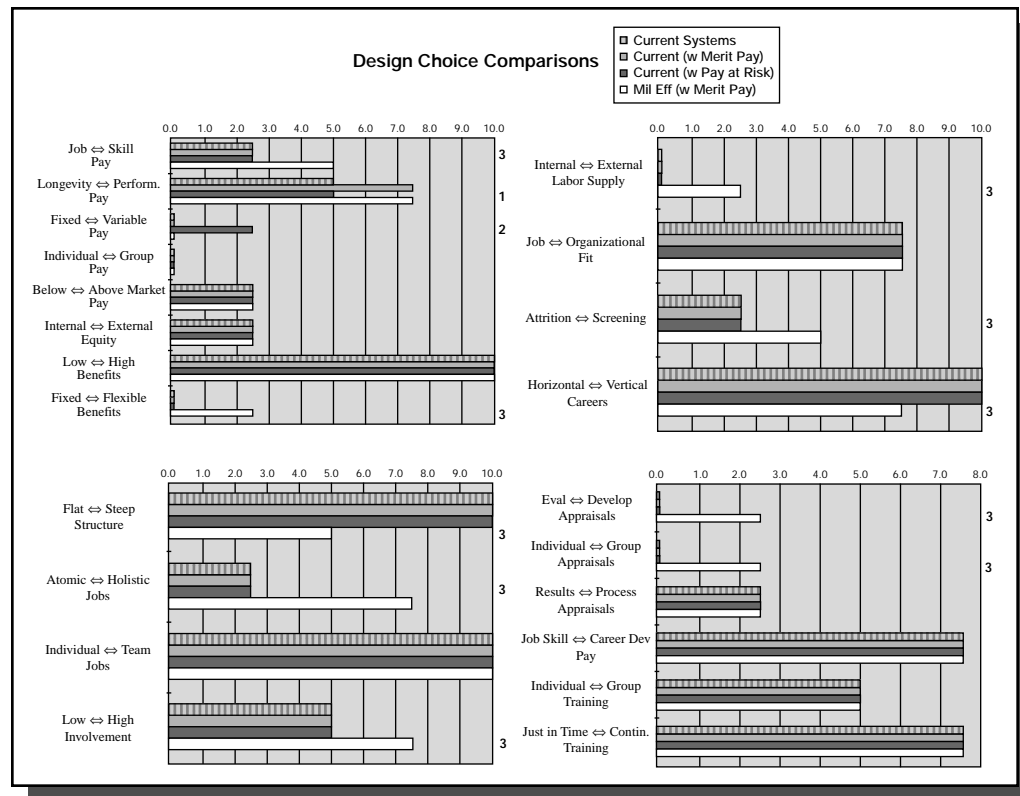 Design Choice Comparisons
Current Systems
Current (w Merit Pay)
Current (w Pay at Risk)
Mil Eff (w Merit Pay)
0.0 1.0 2.0 3.0 4.0 5.0 6.0 7.0 8.0 9.0 10.0
Job ⇔ Skill
Pay
3
Longevity ⇔ Perform.
Pay
1
Fixed ⇔ Variable
Pay
2
Individual ⇔ Group
Pay
Below ⇔ Above Market
Pay
Internal ⇔ External
Equity
Low ⇔ High
Benefits
Fixed ⇔ Flexible
Benefits
3
0.0 1.0 2.0 3.0 4.0 5.0 6.0 7.0 8.0 9.0 10.0
Internal ⇔ External
Labor Supply
3
Job ⇔ Organizational
Fit
Attrition ⇔ Screening
3
Horizontal ⇔ Vertical
Careers
3
0.0 1.0 2.0 3.0 4.0 5.0 6.0 7.0 8.0 9.0 10.0
Flat ⇔ Steep
Structure
3
Atomic ⇔ Holistic
Jobs
3
Individual ⇔ Team
Jobs
Low ⇔ High
Involvement
3
0.0 1.0 2.0 3.0 4.0 5.0 6.0 7.0 8.0
Eval ⇔ Develop
Appraisals
3
Individual ⇔ Group
Appraisals
3
Results ⇔ Process
Appraisals
Job Skill ⇔ Career Dev
Pay
Individual ⇔ Group
Training
Just in Time ⇔ Contin.
Training